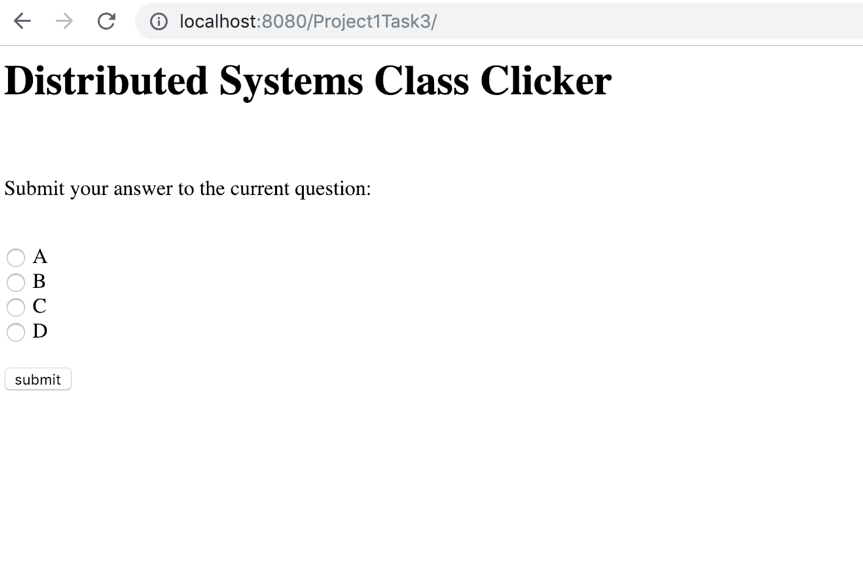 localhost:8080/Project1Task3/
Distributed Systems Class Clicker
Submit your answer to the current question:
A
B
C
D
submit